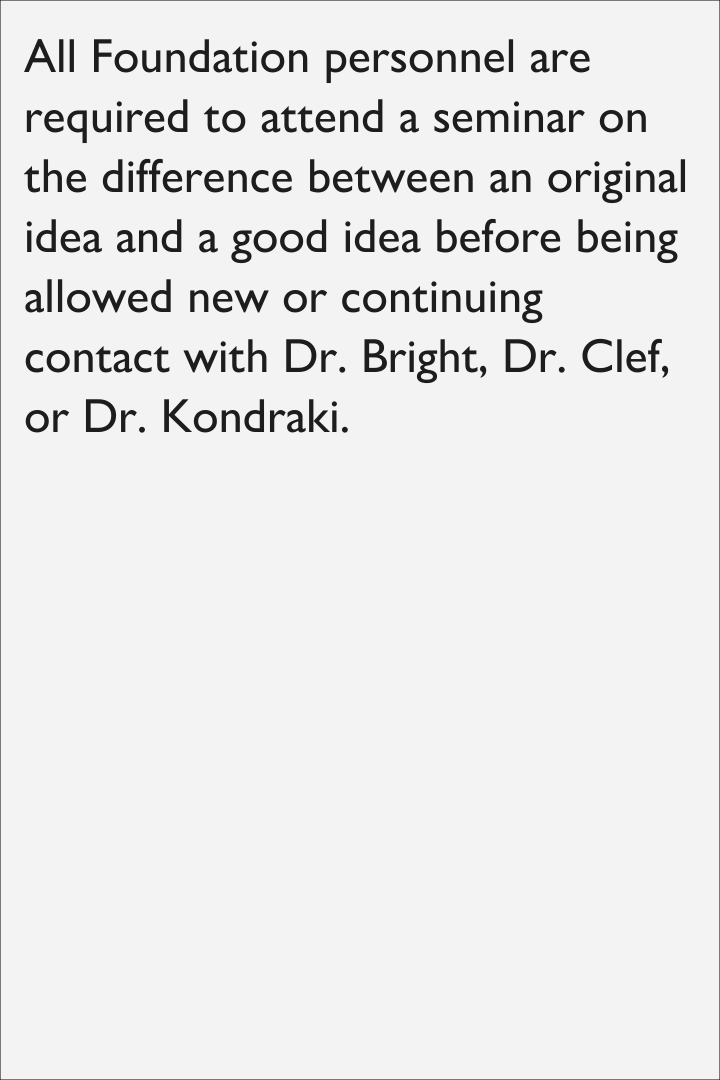 All Foundation personnel are
required to attend a seminar on
the difference between an original
idea and a good idea before being
allowed new or continuing
contact with Dr. Bright, Dr. Clef,
or Dr. Kondraki.